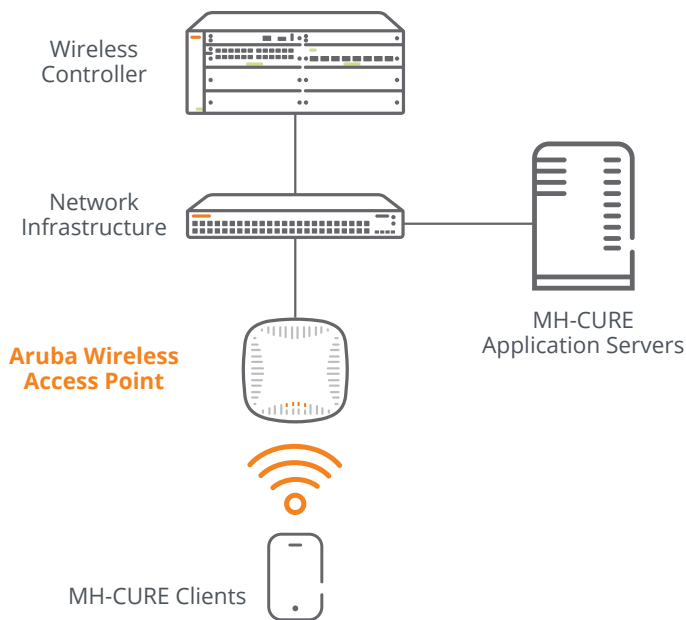 Wireless
Controller
Network
Infrastructure
MH-CURE
Application Servers
Aruba Wireless
Access Point
MH-CURE Clients